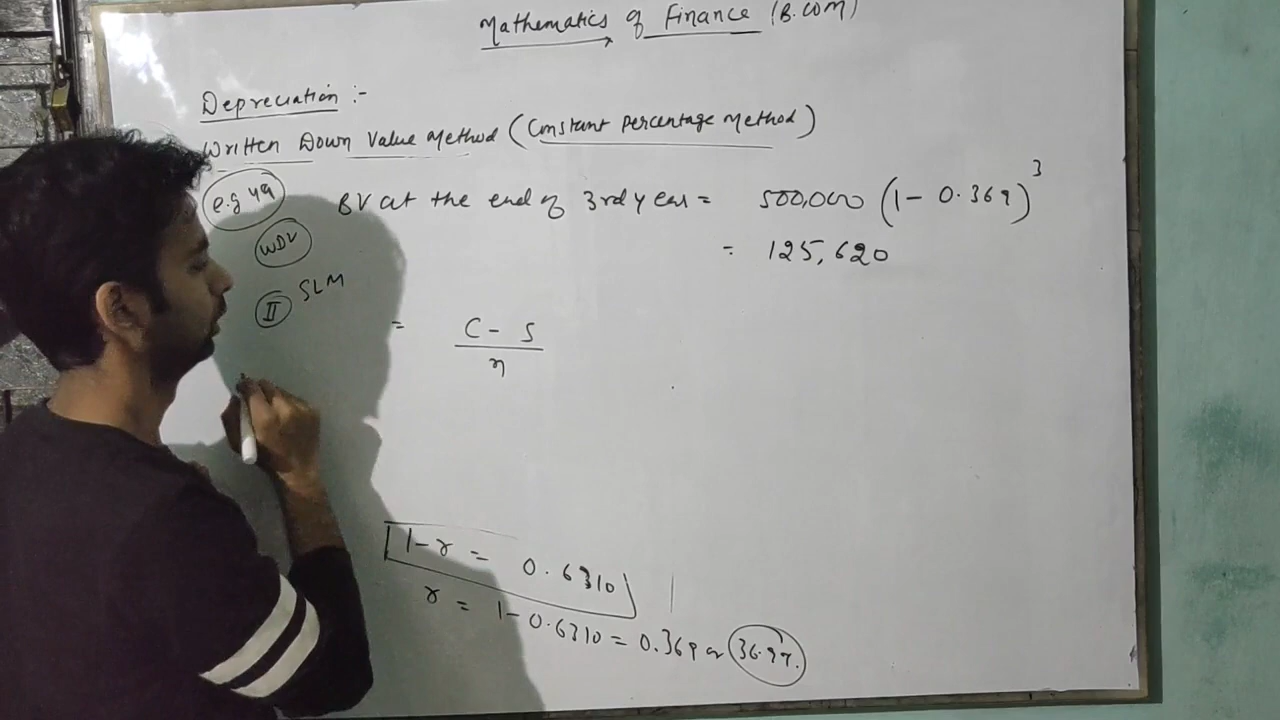 Mathematics of Finance (B.COM)
Depreciation :-
Written Down Value Method (Constant Percentage Method)
e.g 49 BV at the end of 3rd year = 500,000 (1 - 0.369)³
= 125,620
WDV
II SLM
= C - S / n
1 - r = 0.6310
r = 1 - 0.6310 = 0.369 or 36.9%.